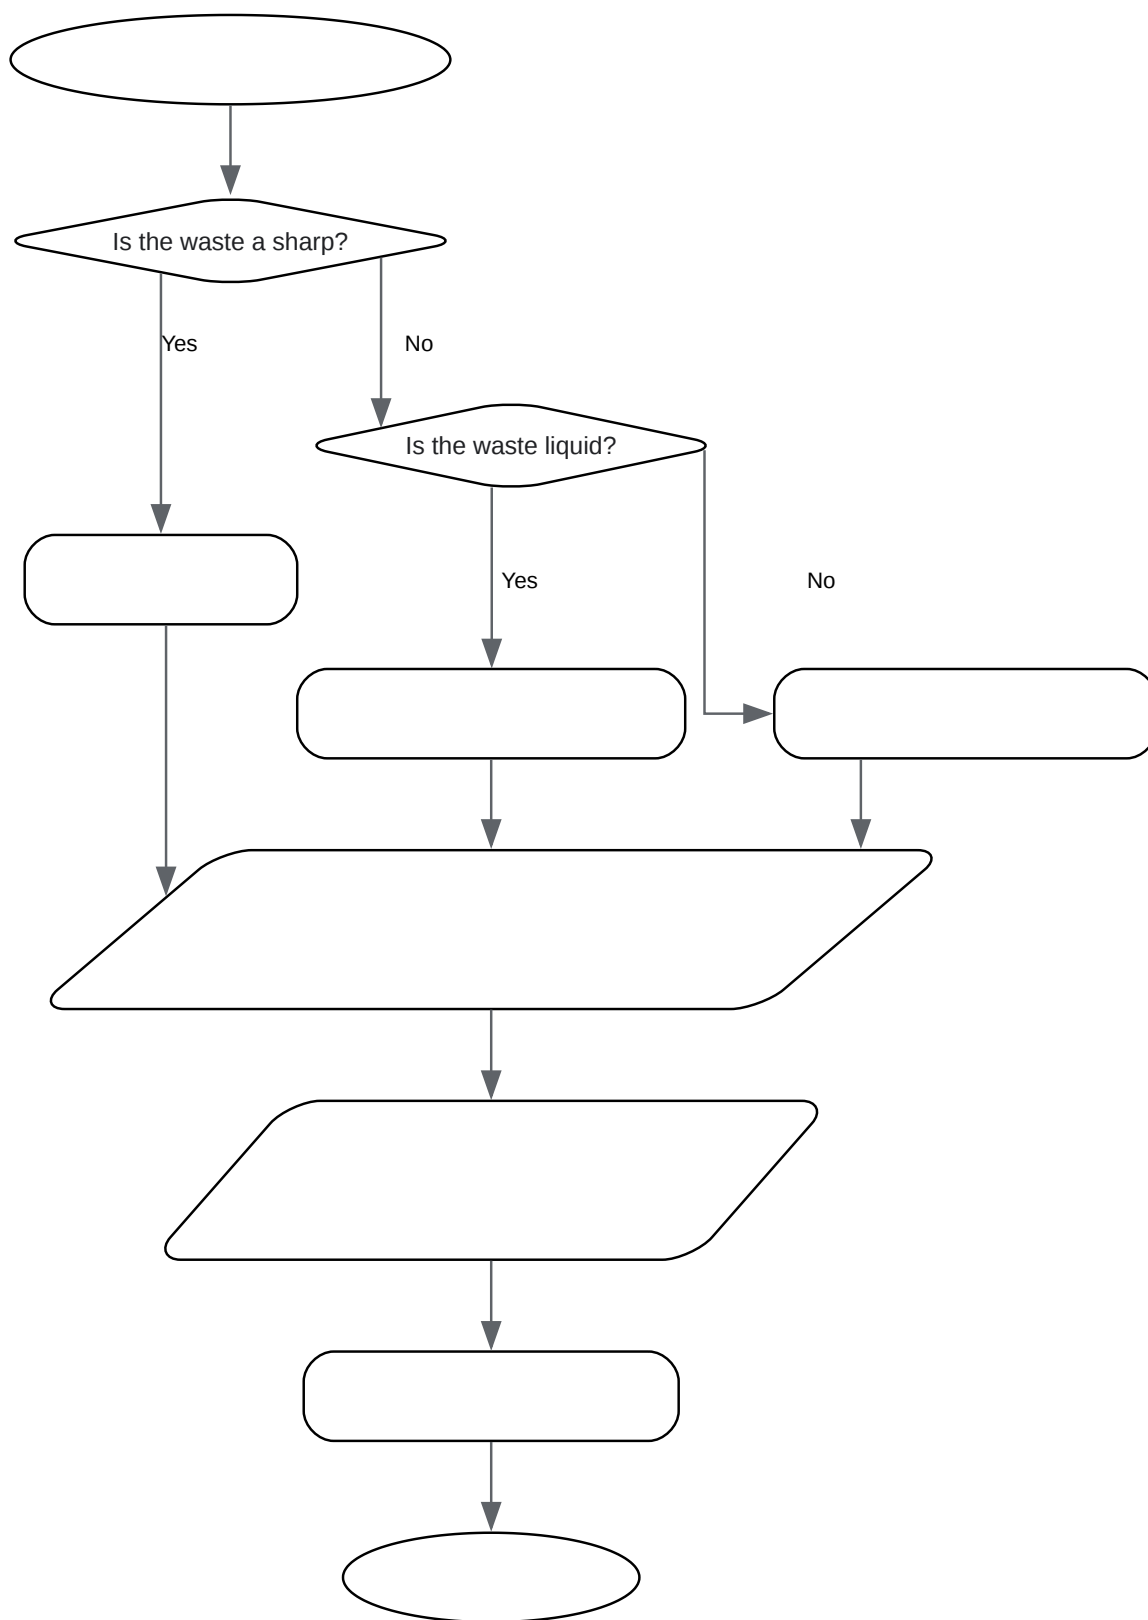 Is the waste a sharp?
Yes
No
Is the waste liquid?
Yes
No